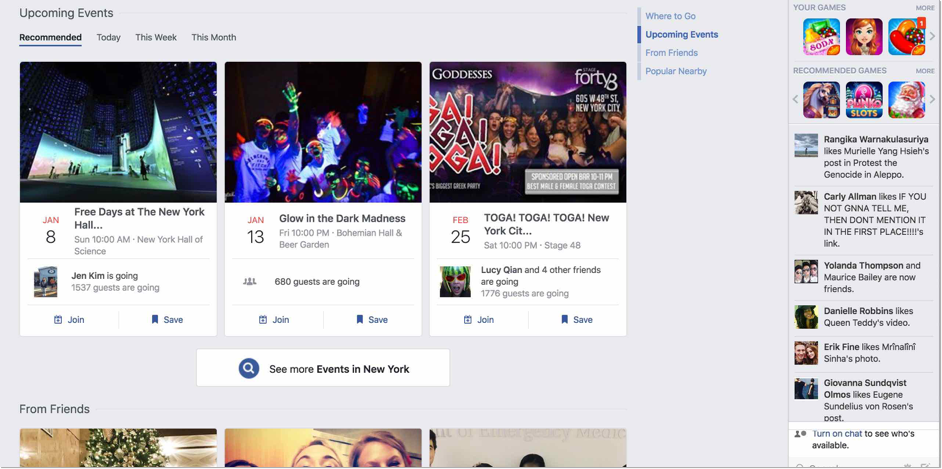 Upcoming Events
Recommended Today This Week This Month
GODDESSES
STAGE
forty8
605 W 48TH ST,
NEW YORK CITY
TOGA!
TOGA!
TOGA!
SPONSORED OPEN BAR 10-11 PM
BEST MALE & FEMALE TOGA CONTEST
'S BIGGEST GREEK PARTY
JAN
8
Free Days at The New York
Hall...
Sun 10:00 AM · New York Hall of
Science
Jen Kim is going
1537 guests are going
Join Save
JAN
13
Glow in the Dark Madness
Fri 10:00 PM · Bohemian Hall &
Beer Garden
680 guests are going
Join Save
FEB
25
TOGA! TOGA! TOGA! New
York Cit...
Sat 10:00 PM · Stage 48
Lucy Qian and 4 other friends
are going
1776 guests are going
Join Save
See more Events in New York
From Friends
of Emergency Medic
Where to Go
Upcoming Events
From Friends
Popular Nearby
YOUR GAMES MORE
SODA
1
RECOMMENDED GAMES MORE
SLOTS
Rangika Warnakulasuriya
likes Murielle Yang Hsieh's
post in Protest the
Genocide in Aleppo.
Carly Allman likes IF YOU
NOT GNNA TELL ME,
THEN DONT MENTION IT
IN THE FIRST PLACE!!!!'s
link.
Yolanda Thompson and
Maurice Bailey are now
friends.
Danielle Robbins likes
Queen Teddy's video.
Erik Fine likes Mrînalînî
Sinha's photo.
Giovanna Sundqvist
Olmos likes Eugene
Sundelius von Rosen's
post.
Turn on chat to see who's
available.